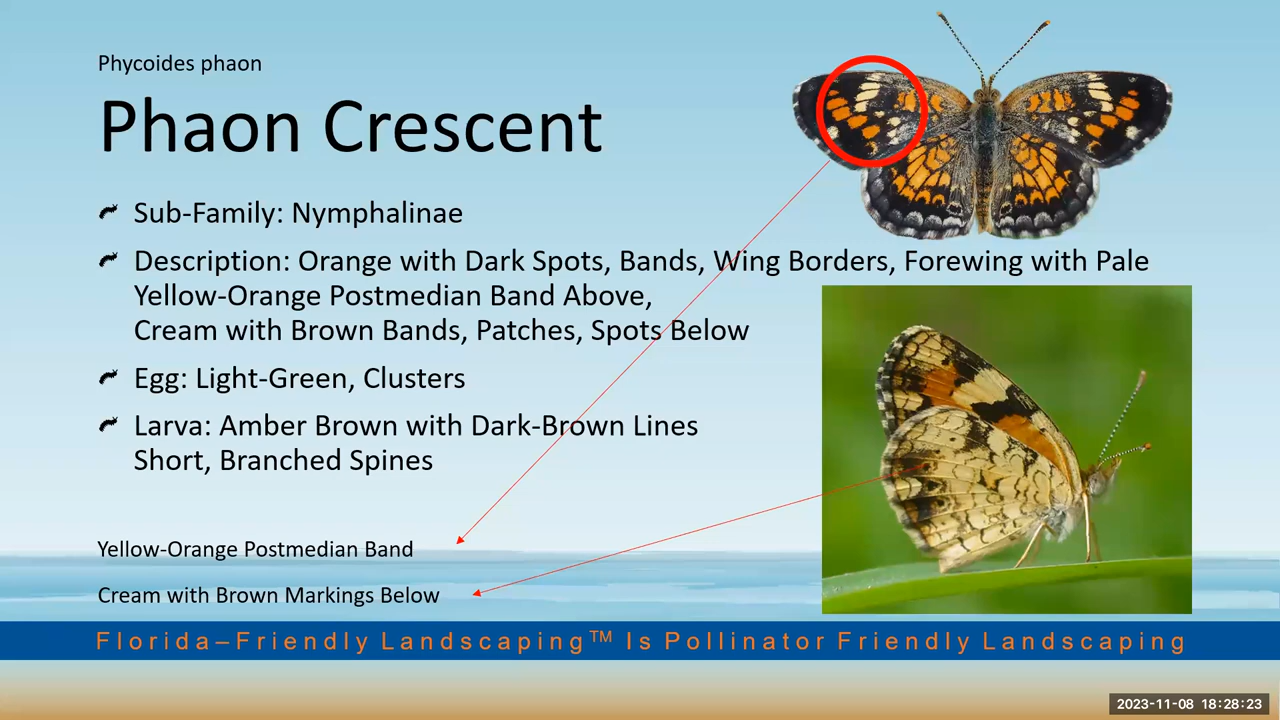 Phycoides phaon
Phaon Crescent
Sub-Family: Nymphalinae
Description: Orange with Dark Spots, Bands, Wing Borders, Forewing with Pale
Yellow-Orange Postmedian Band Above,
Cream with Brown Bands, Patches, Spots Below
Egg: Light-Green, Clusters
Larva: Amber Brown with Dark-Brown Lines
Short, Branched Spines
Yellow-Orange Postmedian Band
Cream with Brown Markings Below
Florida–Friendly Landscaping™ Is Pollinator Friendly Landscaping
2023-11-08 18:28:23